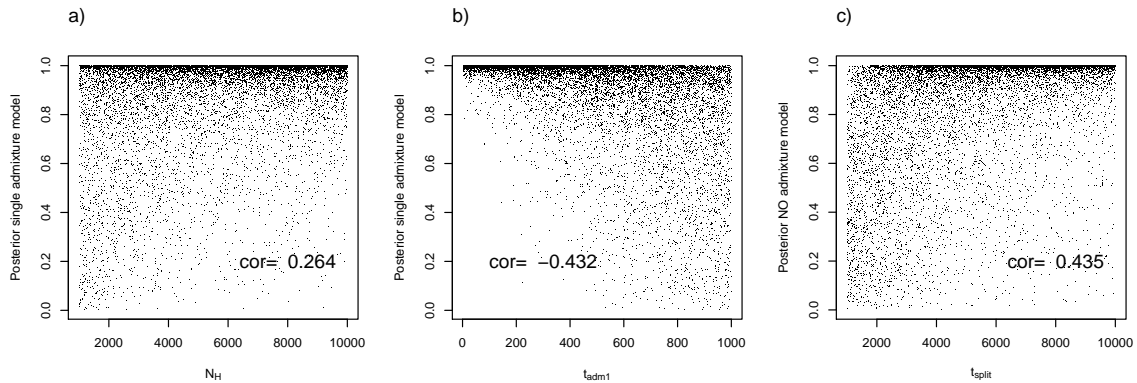 a)
Posterior single admixture model
0.0 0.2 0.4 0.6 0.8 1.0
cor= 0.264
2000 4000 6000 8000 10000
N_H
b)
Posterior single admixture model
0.0 0.2 0.4 0.6 0.8 1.0
cor= −0.432
0 200 400 600 800 1000
t_adm1
c)
Posterior NO admixture model
0.0 0.2 0.4 0.6 0.8 1.0
cor= 0.435
2000 4000 6000 8000 10000
t_split